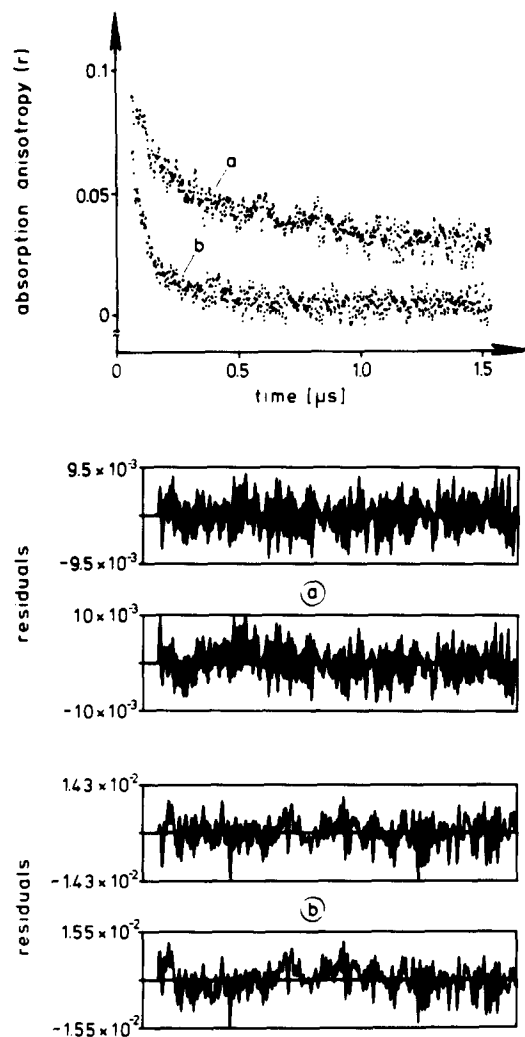 absorption anisotropy (r)
0.1
0.05
0
a
b
0
0.5
1.0
1.5
time [µs]
residuals
9.5 × 10⁻³
-9.5 × 10⁻³
a
10 × 10⁻³
-10 × 10⁻³
residuals
1.43 × 10⁻²
-1.43 × 10⁻²
b
1.55 × 10⁻²
-1.55 × 10⁻²